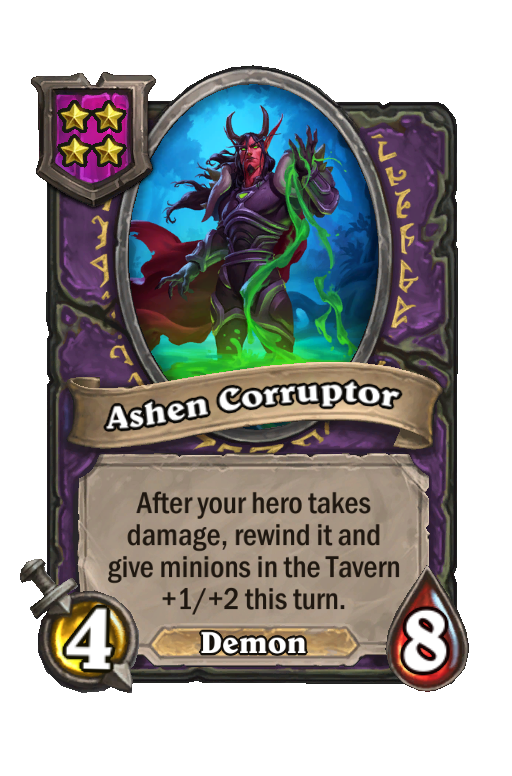 Ashen Corruptor
After your hero takes
damage, rewind it and
give minions in the Tavern
+1/+2 this turn.
4
Demon
8